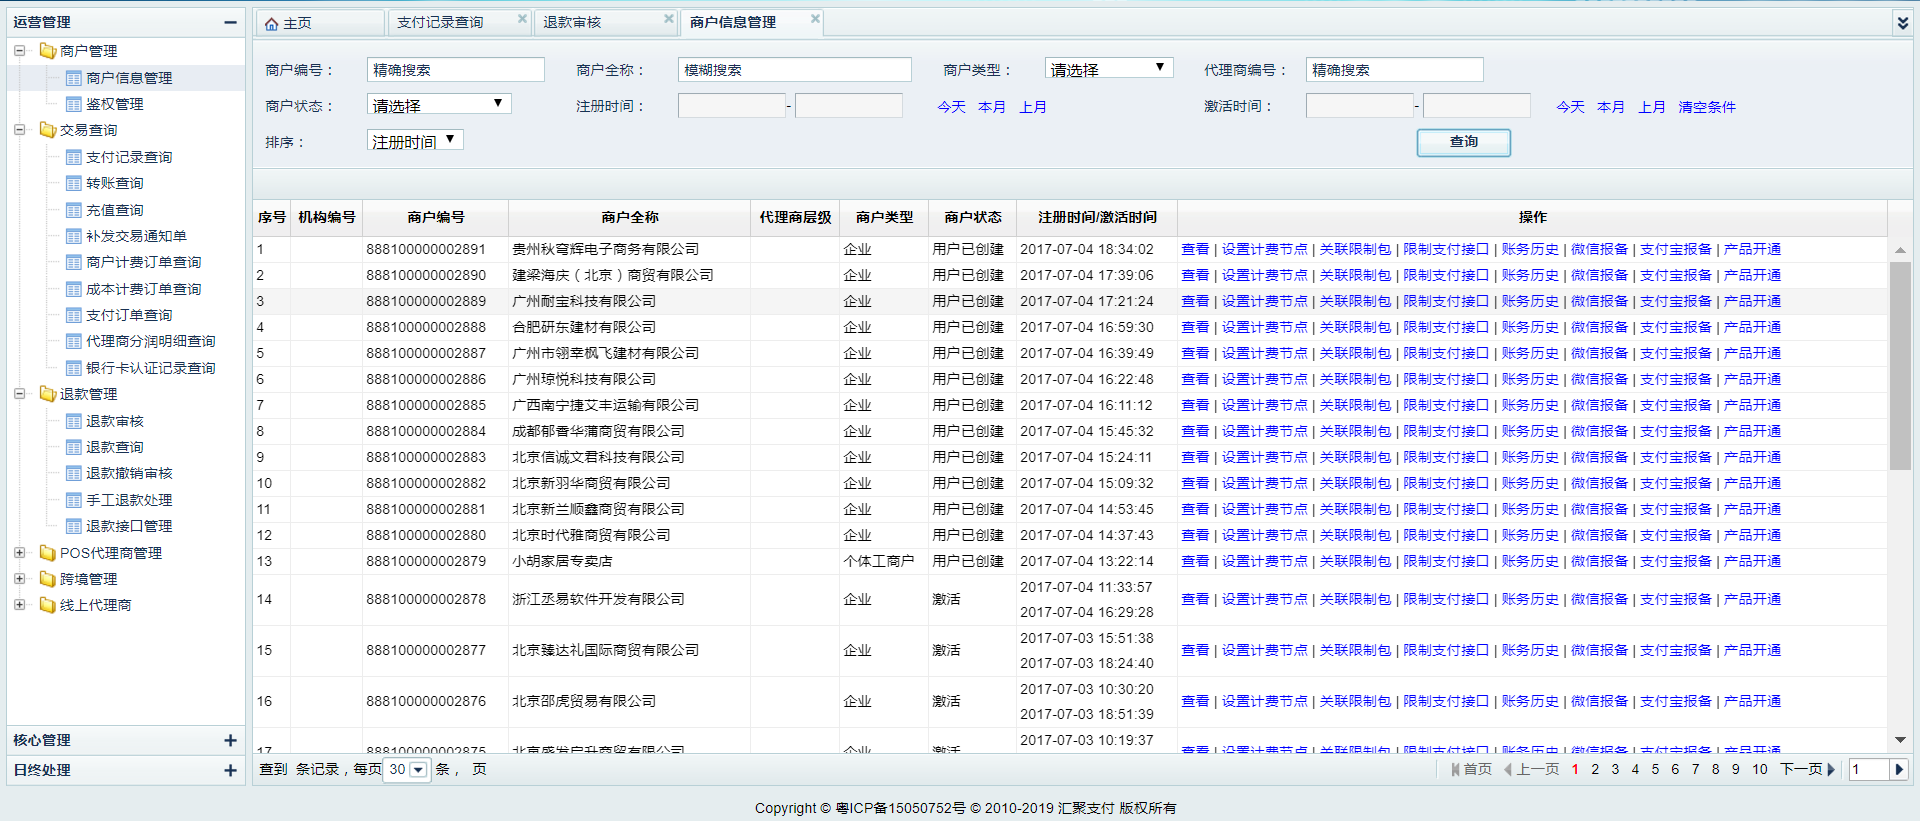 运营管理
商户管理
商户信息管理
鉴权管理
交易查询
支付记录查询
转账查询
充值查询
补发交易通知单
商户计费订单查询
成本计费订单查询
支付订单查询
代理商分润明细查询
银行卡认证记录查询
退款管理
退款审核
退款查询
退款撤销审核
手工退款处理
退款接口管理
POS代理商管理
跨境管理
线上代理商
核心管理
日终处理
主页 支付记录查询 退款审核 商户信息管理
商户编号： 精确搜索 商户全称： 模糊搜索 商户类型： 请选择 代理商编号： 精确搜索
商户状态： 请选择 注册时间： - 今天 本月 上月 激活时间： - 今天 本月 上月 清空条件
排序： 注册时间 查询
序号 机构编号 商户编号 商户全称 代理商层级 商户类型 商户状态 注册时间/激活时间 操作
1 888100000002891 贵州秋穹辉电子商务有限公司 企业 用户已创建 2017-07-04 18:34:02 查看 | 设置计费节点 | 关联限制包 | 限制支付接口 | 账务历史 | 微信报备 | 支付宝报备 | 产品开通
2 888100000002890 建梁海庆（北京）商贸有限公司 企业 用户已创建 2017-07-04 17:39:06 查看 | 设置计费节点 | 关联限制包 | 限制支付接口 | 账务历史 | 微信报备 | 支付宝报备 | 产品开通
3 888100000002889 广州耐宝科技有限公司 企业 用户已创建 2017-07-04 17:21:24 查看 | 设置计费节点 | 关联限制包 | 限制支付接口 | 账务历史 | 微信报备 | 支付宝报备 | 产品开通
4 888100000002888 合肥研东建材有限公司 企业 用户已创建 2017-07-04 16:59:30 查看 | 设置计费节点 | 关联限制包 | 限制支付接口 | 账务历史 | 微信报备 | 支付宝报备 | 产品开通
5 888100000002887 广州市翎幸枫飞建材有限公司 企业 用户已创建 2017-07-04 16:39:49 查看 | 设置计费节点 | 关联限制包 | 限制支付接口 | 账务历史 | 微信报备 | 支付宝报备 | 产品开通
6 888100000002886 广州琼悦科技有限公司 企业 用户已创建 2017-07-04 16:22:48 查看 | 设置计费节点 | 关联限制包 | 限制支付接口 | 账务历史 | 微信报备 | 支付宝报备 | 产品开通
7 888100000002885 广西南宁捷艾丰运输有限公司 企业 用户已创建 2017-07-04 16:11:12 查看 | 设置计费节点 | 关联限制包 | 限制支付接口 | 账务历史 | 微信报备 | 支付宝报备 | 产品开通
8 888100000002884 成都郁香华蒲商贸有限公司 企业 用户已创建 2017-07-04 15:45:32 查看 | 设置计费节点 | 关联限制包 | 限制支付接口 | 账务历史 | 微信报备 | 支付宝报备 | 产品开通
9 888100000002883 北京信诚文君科技有限公司 企业 用户已创建 2017-07-04 15:24:11 查看 | 设置计费节点 | 关联限制包 | 限制支付接口 | 账务历史 | 微信报备 | 支付宝报备 | 产品开通
10 888100000002882 北京新羽华商贸有限公司 企业 用户已创建 2017-07-04 15:09:32 查看 | 设置计费节点 | 关联限制包 | 限制支付接口 | 账务历史 | 微信报备 | 支付宝报备 | 产品开通
11 888100000002881 北京新兰顺鑫商贸有限公司 企业 用户已创建 2017-07-04 14:53:45 查看 | 设置计费节点 | 关联限制包 | 限制支付接口 | 账务历史 | 微信报备 | 支付宝报备 | 产品开通
12 888100000002880 北京时代雅商贸有限公司 企业 用户已创建 2017-07-04 14:37:43 查看 | 设置计费节点 | 关联限制包 | 限制支付接口 | 账务历史 | 微信报备 | 支付宝报备 | 产品开通
13 888100000002879 小胡家居专卖店 个体工商户 用户已创建 2017-07-04 13:22:14 查看 | 设置计费节点 | 关联限制包 | 限制支付接口 | 账务历史 | 微信报备 | 支付宝报备 | 产品开通
14 888100000002878 浙江丞易软件开发有限公司 企业 激活 2017-07-04 11:33:57 2017-07-04 16:29:28 查看 | 设置计费节点 | 关联限制包 | 限制支付接口 | 账务历史 | 微信报备 | 支付宝报备 | 产品开通
15 888100000002877 北京臻达礼国际商贸有限公司 企业 激活 2017-07-03 15:51:38 2017-07-03 18:24:40 查看 | 设置计费节点 | 关联限制包 | 限制支付接口 | 账务历史 | 微信报备 | 支付宝报备 | 产品开通
16 888100000002876 北京邵虎贸易有限公司 企业 激活 2017-07-03 10:30:20 2017-07-03 18:51:39 查看 | 设置计费节点 | 关联限制包 | 限制支付接口 | 账务历史 | 微信报备 | 支付宝报备 | 产品开通
17 888100000002875 北京盛发启升商贸有限公司 企业 激活 2017-07-03 10:19:37 查看 | 设置计费节点 | 关联限制包 | 限制支付接口 | 账务历史 | 微信报备 | 支付宝报备 | 产品开通
查到 条记录，每页 30 条， 页 首页 上一页 1 2 3 4 5 6 7 8 9 10 下一页 1
Copyright © 粤ICP备15050752号 © 2010-2019 汇聚支付 版权所有